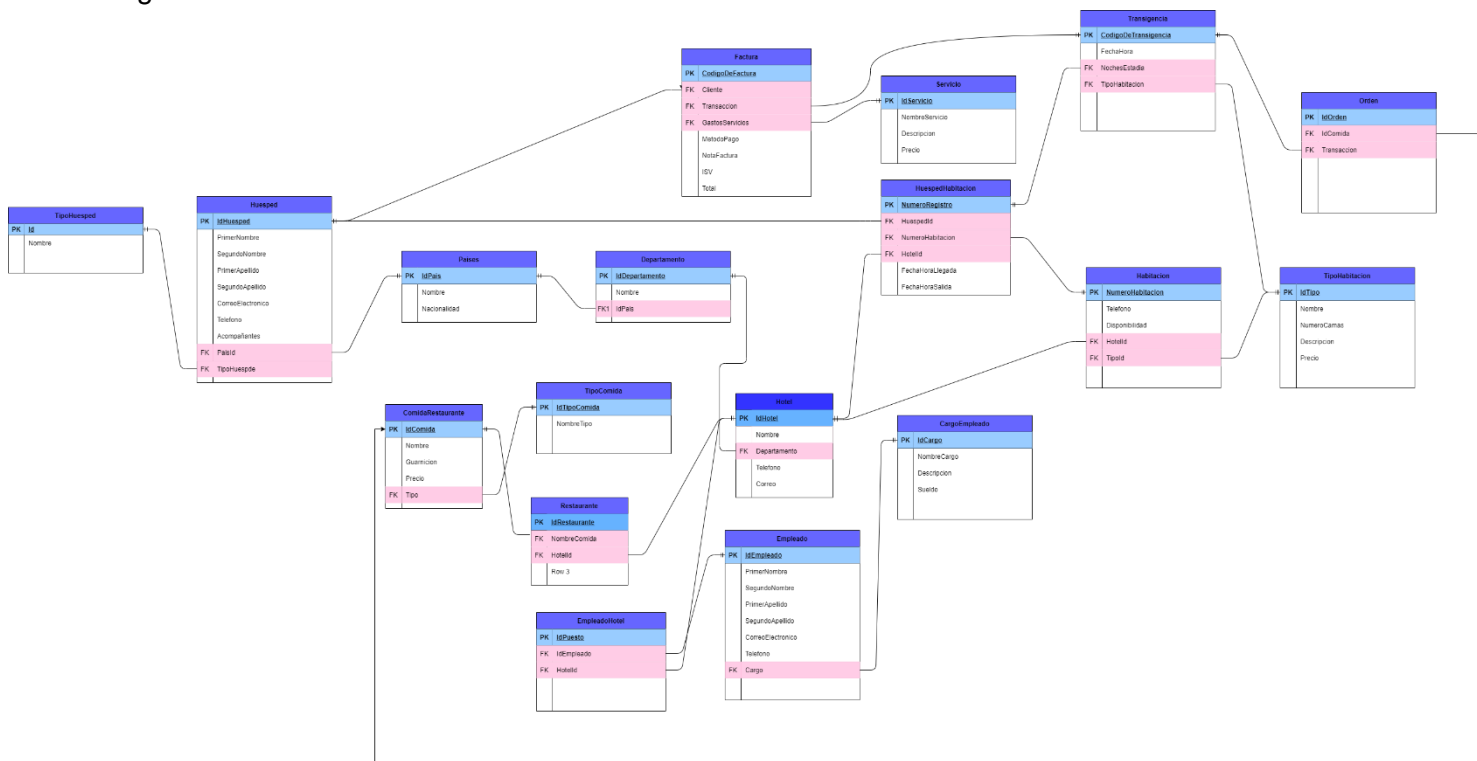 Transigencia
PK CodigoDeTransigencia
FechaHora
FK NochesEstadia
FK TipoHabitacion
Factura
PK CodigoDeFactura
FK Cliente
FK Transaccion
FK GastosServicios
MetodoPago
NotaFactura
ISV
Total
Servicio
PK IdServicio
NombreServicio
Descripcion
Precio
Orden
PK IdOrden
FK IdComida
FK Transaccion
HuespedHabitacion
PK NumeroRegistro
FK HuespedId
FK NumeroHabitacion
FK HotelId
FechaHoraLlegada
FechaHoraSalida
TipoHuesped
PK Id
Nombre
Huesped
PK IdHuesped
PrimerNombre
SegundoNombre
PrimerApellido
SegundoApellido
CorreoElectronico
Telefono
Acompañantes
FK PaisId
FK TipoHuespde
Paises
PK IdPais
Nombre
Nacionalidad
Departamento
PK IdDepartamento
Nombre
FK1 IdPais
Habitacion
PK NumeroHabitacion
Telefono
Disponibilidad
FK HotelId
FK TipoId
TipoHabitacion
PK IdTipo
Nombre
NumeroCamas
Descripcion
Precio
TipoComida
PK IdTipoComida
NombreTipo
ComidaRestaurante
PK IdComida
Nombre
Guarnicion
Precio
FK Tipo
Hotel
PK IdHotel
Nombre
FK Departamento
Telefono
Correo
CargoEmpleado
PK IdCargo
NombreCargo
Descripcion
Sueldo
Restaurante
PK IdRestaurante
FK NombreComida
FK HotelId
Row 3
Empleado
PK IdEmpleado
PrimerNombre
SegundoNombre
PrimerApellido
SegundoApellido
CorreoElectronico
Telefono
FK Cargo
EmpleadoHotel
PK IdPuesto
FK IdEmpleado
FK HotelId